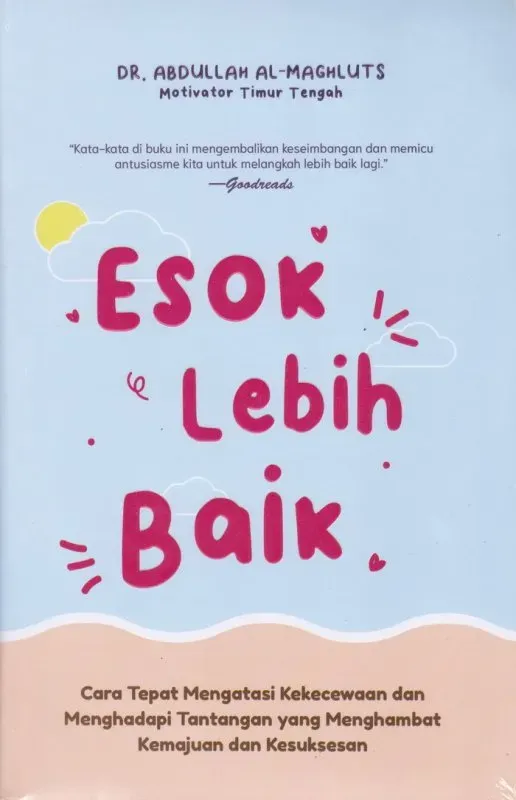 DR. ABDULLAH AL-MAGHLUTS
Motivator Timur Tengah
"Kata-kata di buku ini mengembalikan keseimbangan dan memicu
antusiasme kita untuk melangkah lebih baik lagi."
—Goodreads
Esok
Lebih
Baik
Cara Tepat Mengatasi Kekecewaan dan
Menghadapi Tantangan yang Menghambat
Kemajuan dan Kesuksesan